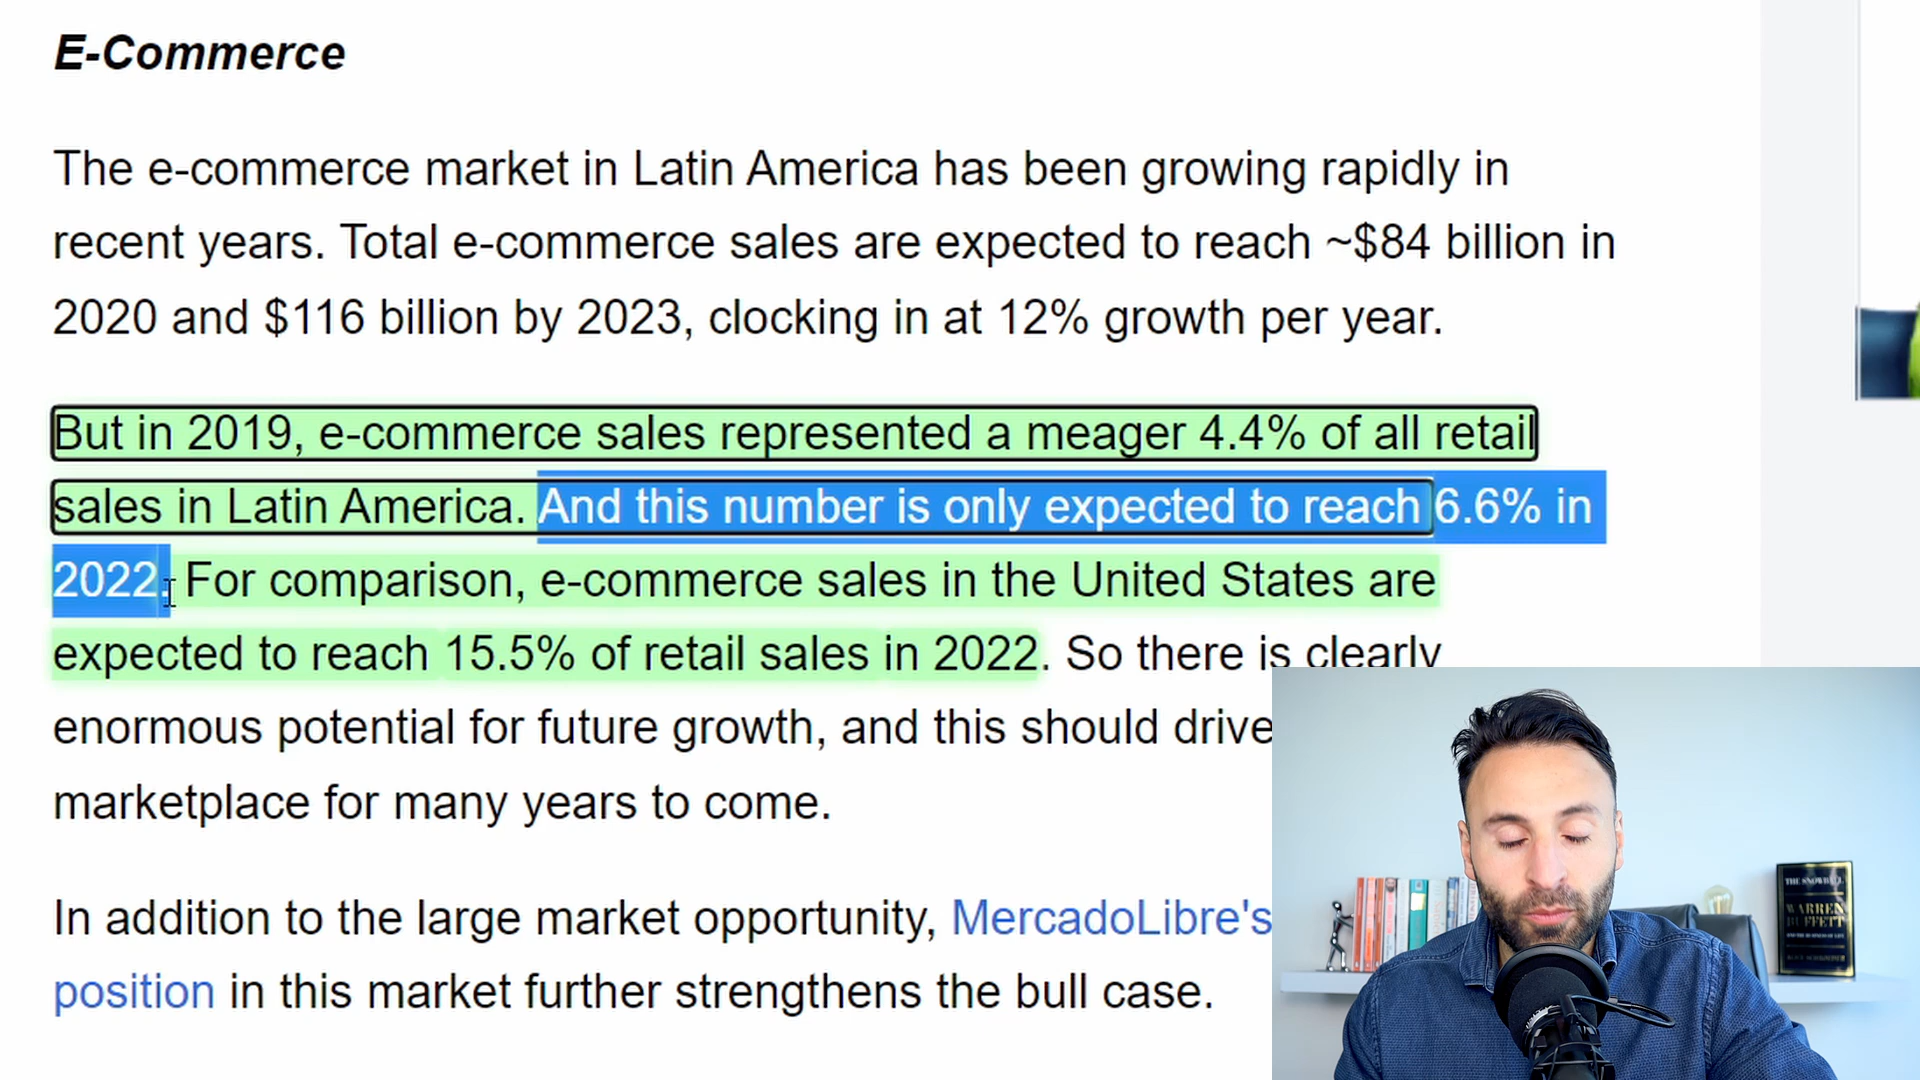 E-Commerce
The e-commerce market in Latin America has been growing rapidly in
recent years. Total e-commerce sales are expected to reach ~$84 billion in
2020 and $116 billion by 2023, clocking in at 12% growth per year.
But in 2019, e-commerce sales represented a meager 4.4% of all retail
sales in Latin America. And this number is only expected to reach 6.6% in
2022. For comparison, e-commerce sales in the United States are
expected to reach 15.5% of retail sales in 2022. So there is clearly
enormous potential for future growth, and this should drive
marketplace for many years to come.
In addition to the large market opportunity, MercadoLibre's
position in this market further strengthens the bull case.
THE SNOWBALL
WARREN
BUFFETT